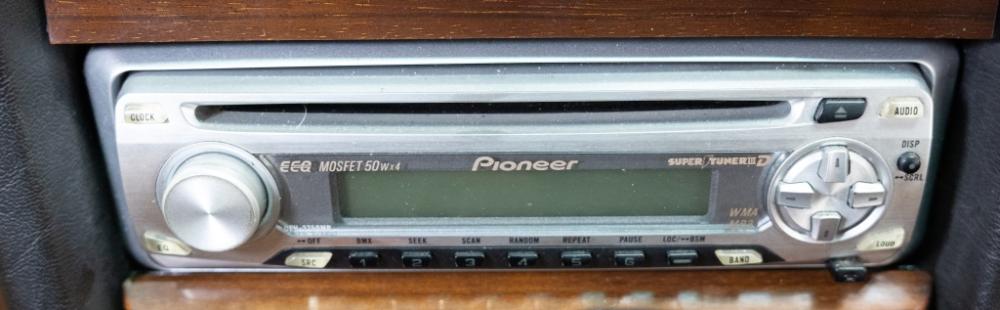 CLOCK
AUDIO
DISP
SCRL
EEQ MOSFET 50W×4
Pioneer
SUPER TUNER III D
WMA
MP3
EQ
LOUD
OFF
BMX SEEK SCAN RANDOM REPEAT PAUSE LOC/BSM
SRC
1 2 3 4 5 6
BAND